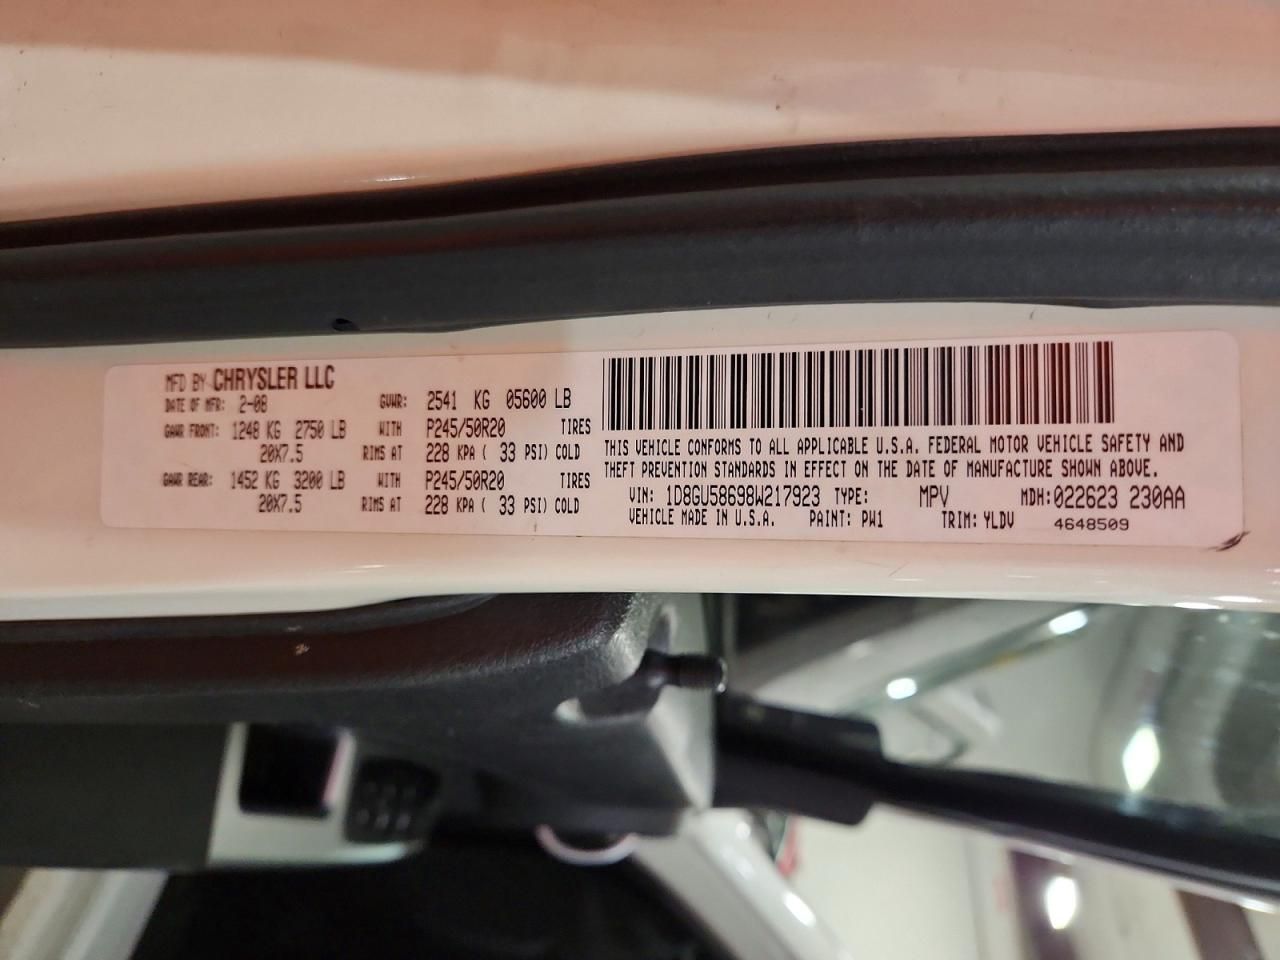 MFD BY CHRYSLER LLC
DATE OF MFR: 2-08 GVWR: 2541 KG 05600 LB
GAWR FRONT: 1248 KG 2750 LB WITH P245/50R20 TIRES
20X7.5 RIMS AT 228 KPA ( 33 PSI) COLD
GAWR REAR: 1452 KG 3200 LB WITH P245/50R20 TIRES
20X7.5 RIMS AT 228 KPA ( 33 PSI) COLD
THIS VEHICLE CONFORMS TO ALL APPLICABLE U.S.A. FEDERAL MOTOR VEHICLE SAFETY AND
THEFT PREVENTION STANDARDS IN EFFECT ON THE DATE OF MANUFACTURE SHOWN ABOVE.
VIN: 1D8GU58698W217923 TYPE: MPV MDH: 022623 230AA
VEHICLE MADE IN U.S.A. PAINT: PW1 TRIM: YLDV 4648509